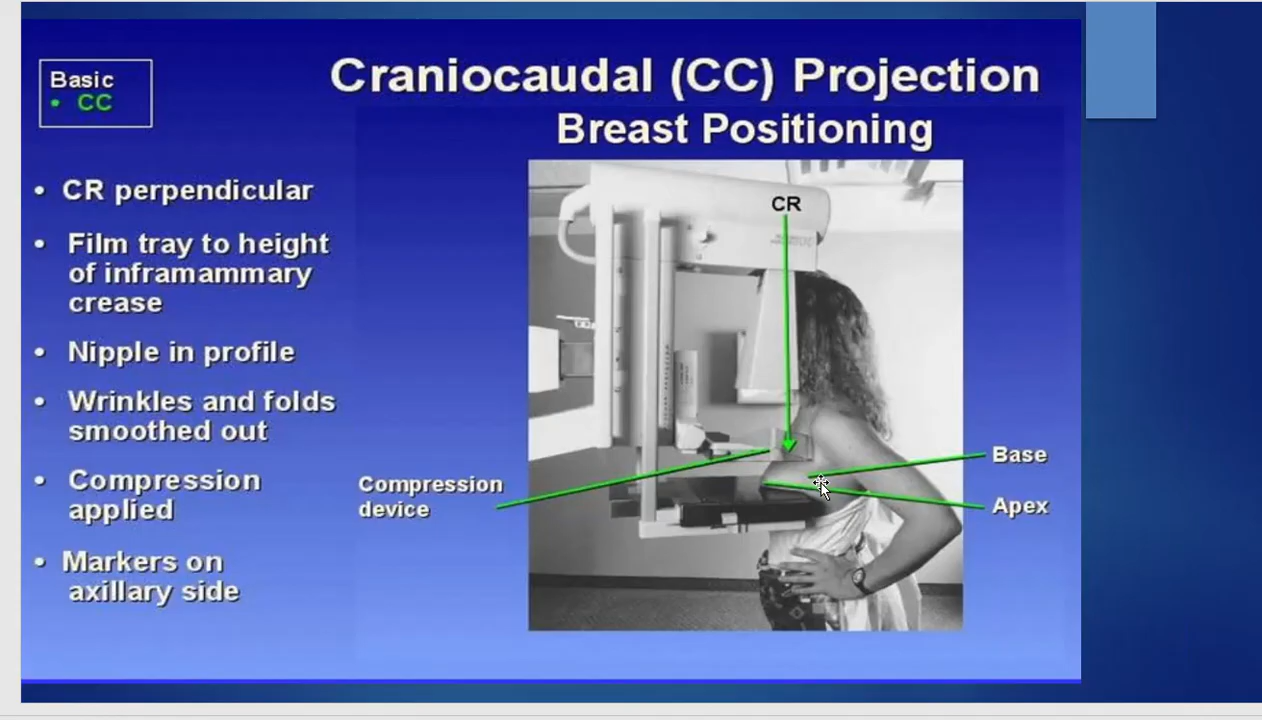 Basic
• CC
Craniocaudal (CC) Projection
Breast Positioning
• CR perpendicular
• Film tray to height
of inframammary
crease
• Nipple in profile
• Wrinkles and folds
smoothed out
• Compression
applied
• Markers on
axillary side
CR
Compression
device
Base
Apex